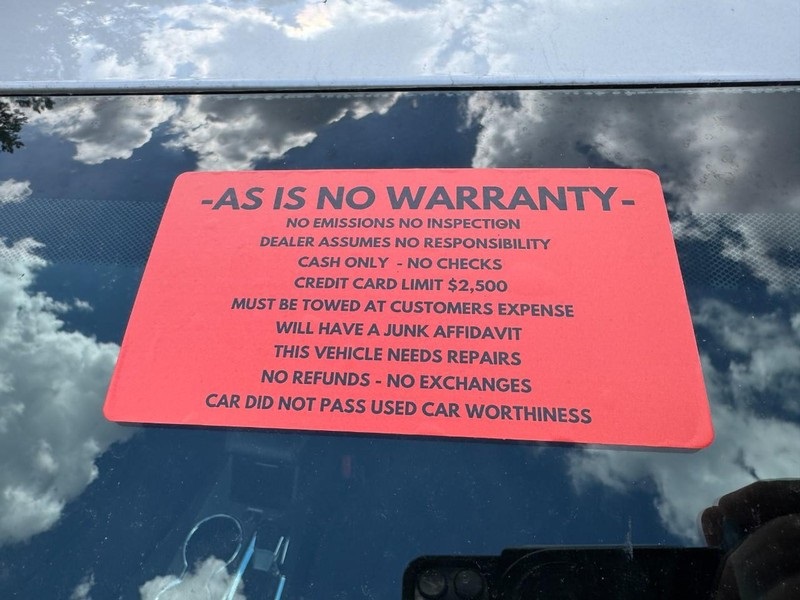 -AS IS NO WARRANTY-
NO EMISSIONS NO INSPECTION
DEALER ASSUMES NO RESPONSIBILITY
CASH ONLY - NO CHECKS
CREDIT CARD LIMIT $2,500
MUST BE TOWED AT CUSTOMERS EXPENSE
WILL HAVE A JUNK AFFIDAVIT
THIS VEHICLE NEEDS REPAIRS
NO REFUNDS - NO EXCHANGES
CAR DID NOT PASS USED CAR WORTHINESS